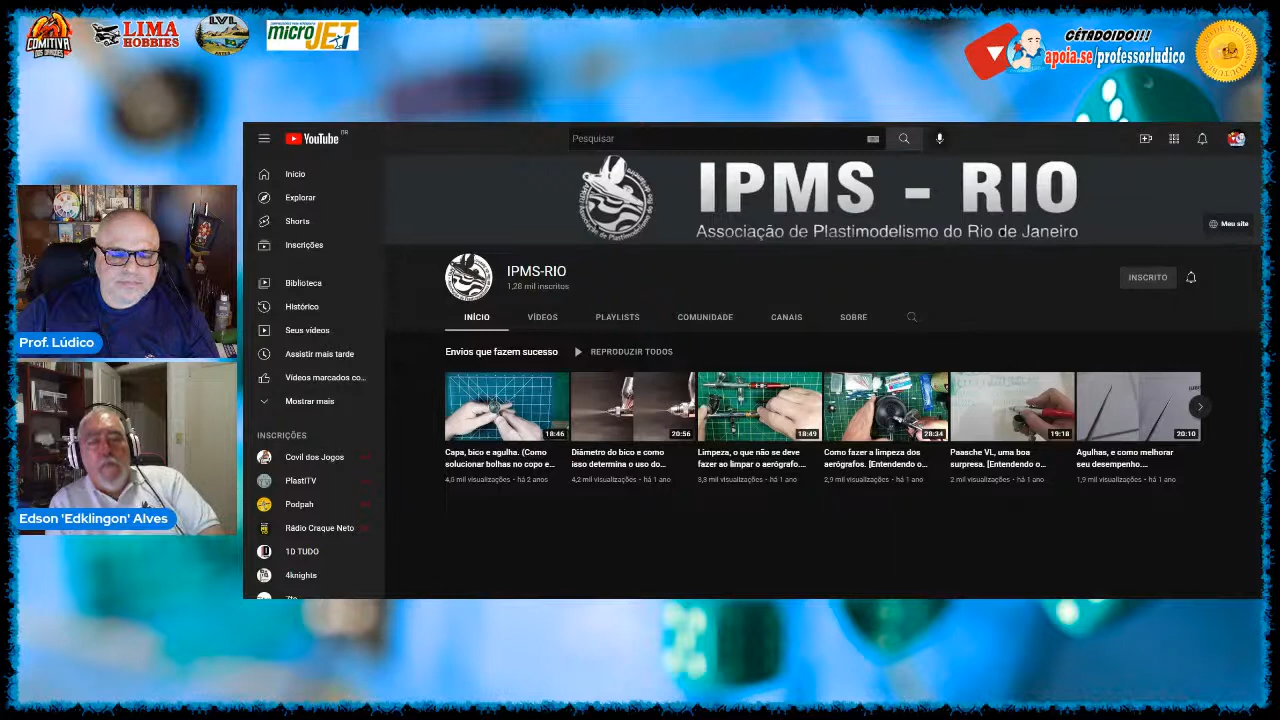 COMITIVA
DOS DRAGÕES
LIMA
HOBBIES
LVL
microJET
CÊTADOIDO!!!
apoia.se/professorludico
YouTube BR
Pesquisar
IPMS - RIO
Associação de Plastimodelismo do Rio de Janeiro
Meu site
Início
Explorar
Shorts
Inscrições
Biblioteca
Histórico
Seus vídeos
Assistir mais tarde
Vídeos marcados co...
Mostrar mais
INSCRIÇÕES
Covil dos Jogos
PlastiTV
Podpah
Rádio Craque Neto
1D TUDO
4knights
IPMS-RIO
1,28 mil inscritos
INSCRITO
INÍCIO
VÍDEOS
PLAYLISTS
COMUNIDADE
CANAIS
SOBRE
Envios que fazem sucesso
REPRODUZIR TODOS
18:46
Capa, bico e agulha. (Como
solucionar bolhas no copo e...
4,5 mil visualizações • há 2 anos
20:56
Diâmetro do bico e como
isso determina o uso do...
4,2 mil visualizações • há 1 ano
18:49
Limpeza, o que não se deve
fazer ao limpar o aerógrafo....
3,3 mil visualizações • há 1 ano
28:34
Como fazer a limpeza dos
aerógrafos. [Entendendo o...
2,9 mil visualizações • há 1 ano
19:18
Paasche VL, uma boa
surpresa. [Entendendo o...
2 mil visualizações • há 1 ano
20:10
Agulhas, e como melhorar
seu desempenho....
1,9 mil visualizações • há 1 ano
Prof. Lúdico
Edson 'Edklingon' Alves